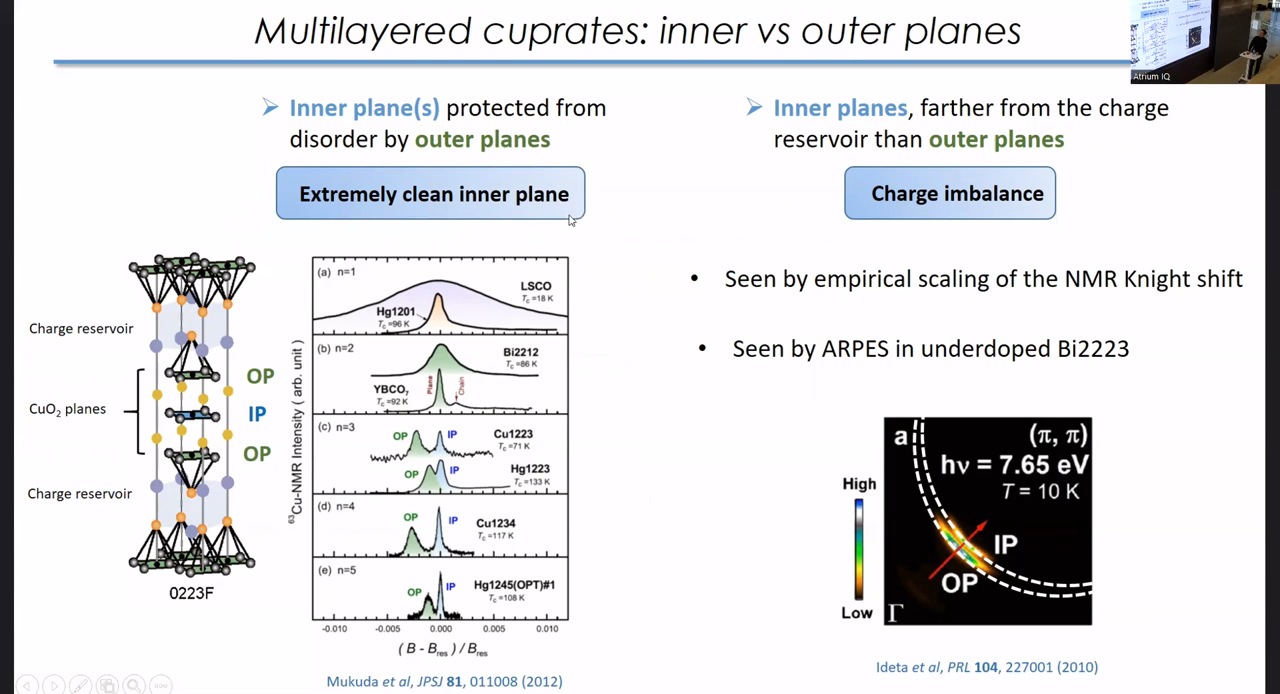 Multilayered cuprates: inner vs outer planes
Atrium IQ
➢ Inner plane(s) protected from
disorder by outer planes
Extremely clean inner plane
➢ Inner planes, farther from the charge
reservoir than outer planes
Charge imbalance
Charge reservoir
CuO₂ planes
Charge reservoir
OP
IP
OP
0223F
⁶³Cu-NMR Intensity ( arb. unit )
(a) n=1
LSCO
Tc =18 K
Hg1201
Tc =96 K
(b) n=2
Bi2212
Tc =86 K
YBCO₇
Tc =92 K
Plane
Chain
(c) n=3
OP
IP
Cu1223
Tc =71 K
OP
IP
Hg1223
Tc =133 K
(d) n=4
OP
IP
Cu1234
Tc =117 K
(e) n=5
OP
IP
Hg1245(OPT)#1
Tc =108 K
-0.010 -0.005 0.000 0.005 0.010
( B - Bres ) / Bres
Mukuda et al, JPSJ 81, 011008 (2012)
• Seen by empirical scaling of the NMR Knight shift
• Seen by ARPES in underdoped Bi2223
High
Low
a
(π, π)
hν = 7.65 eV
T = 10 K
IP
OP
Γ
Ideta et al, PRL 104, 227001 (2010)